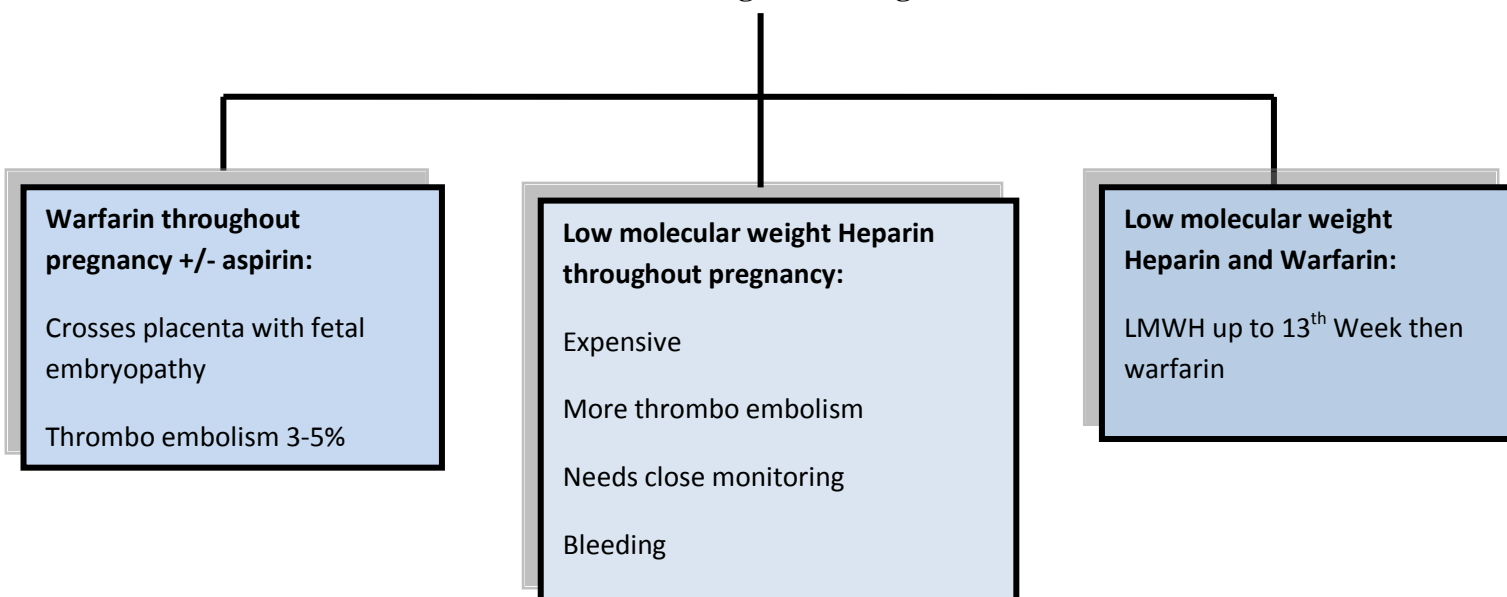 Warfarin throughout
pregnancy +/- aspirin:
Crosses placenta with fetal
embryopathy
Thrombo embolism 3-5%
Low molecular weight Heparin
throughout pregnancy:
Expensive
More thrombo embolism
Needs close monitoring
Bleeding
Low molecular weight
Heparin and Warfarin:
LMWH up to 13th Week then
warfarin